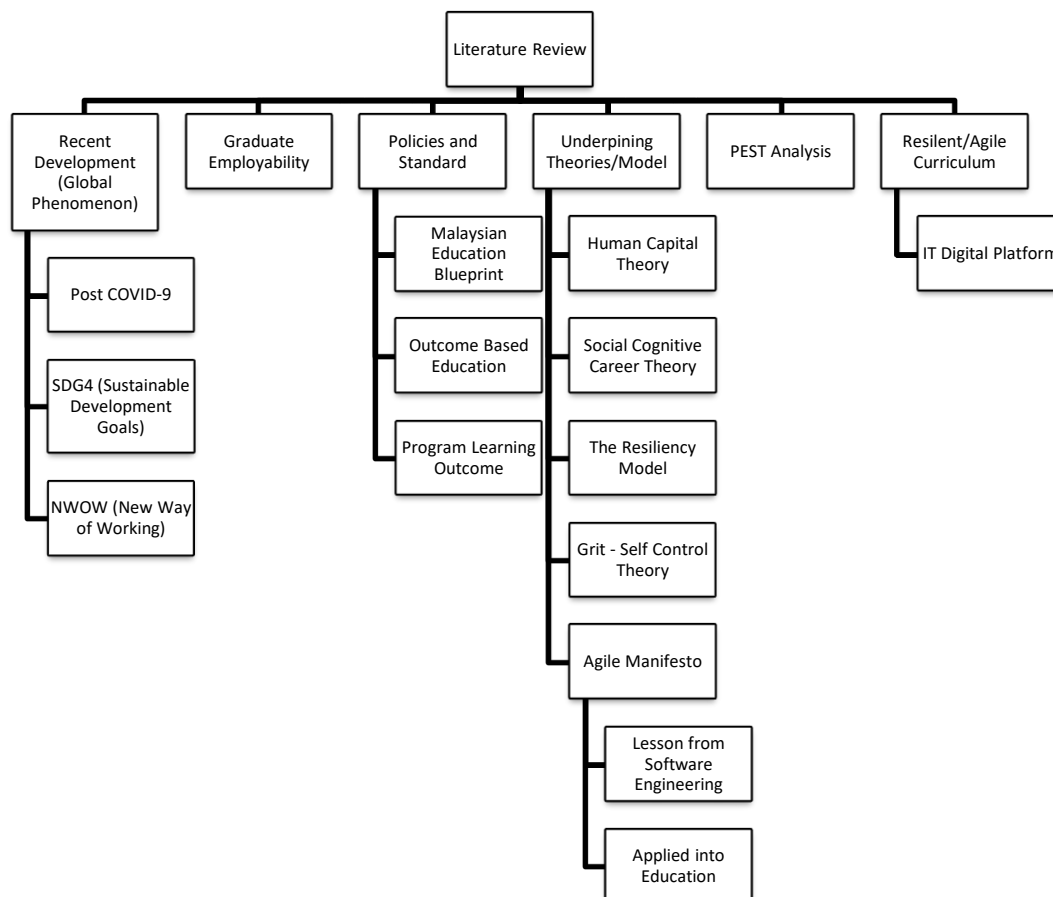 Literature Review
Recent
Development
(Global
Phenomenon)
Post COVID-9
SDG4 (Sustainable
Development
Goals)
NWOW (New Way
of Working)
Graduate
Employability
Policies and
Standard
Malaysian
Education
Blueprint
Outcome Based
Education
Program Learning
Outcome
Underpining
Theories/Model
Human Capital
Theory
Social Cognitive
Career Theory
The Resiliency
Model
Grit - Self Control
Theory
Agile Manifesto
Lesson from
Software
Engineering
Applied into
Education
PEST Analysis
Resilent/Agile
Curriculum
IT Digital Platform